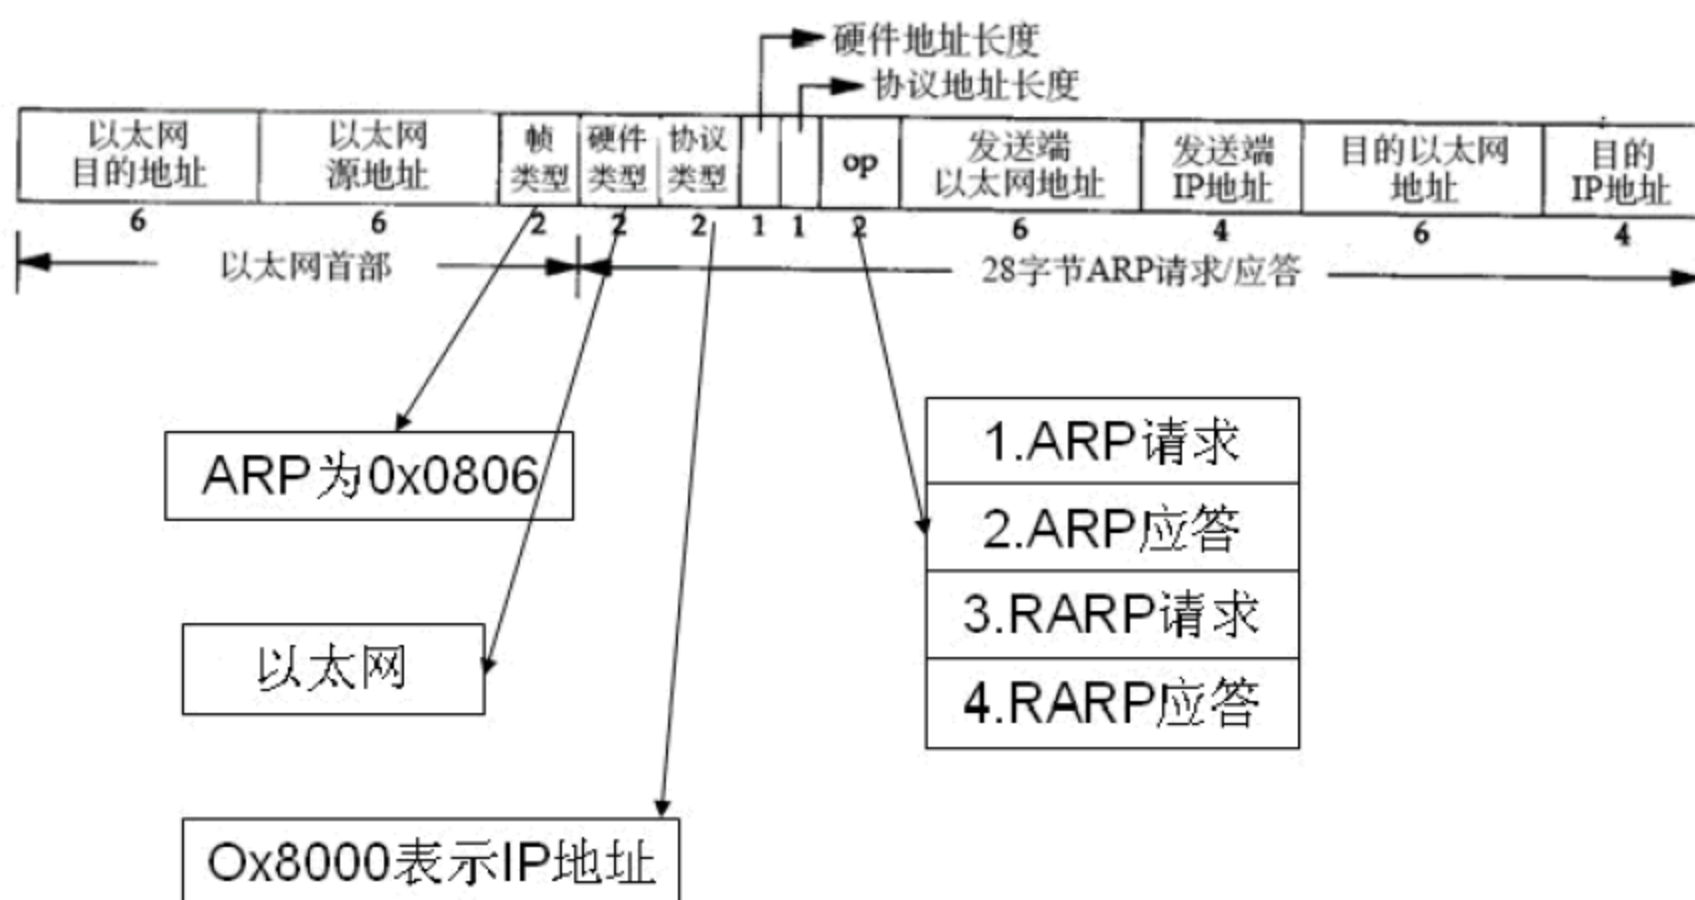 硬件地址长度
协议地址长度
以太网 以太网 帧 硬件 协议 op 发送端 发送端 目的以太网 目的
目的地址 源地址 类型 类型 类型 以太网地址 IP地址 地址 IP地址
6 6 2 2 2 1 1 2 6 4 6 4
以太网首部 28字节ARP请求/应答
ARP为0x0806
以太网
Ox8000表示IP地址
1.ARP请求
2.ARP应答
3.RARP请求
4.RARP应答